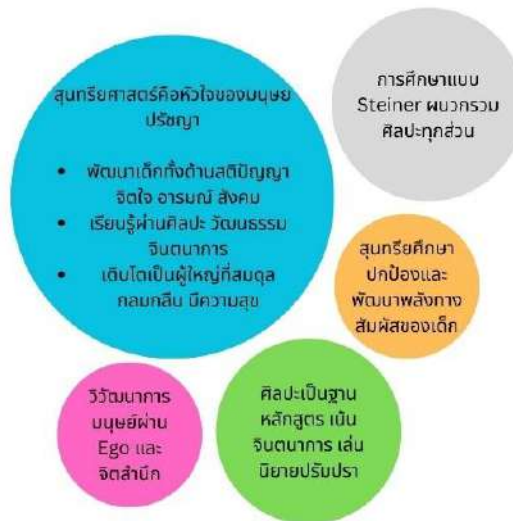 สุนทรียศาสตร์คือหัวใจของมนุษย
ปรัชญา
• พัฒนาเด็กทั้งด้านสติปัญญา
จิตใจ อารมณ์ สังคม
• เรียนรู้ผ่านศิลปะ วัฒนธรรม
จินตนาการ
• เติบโตเป็นผู้ใหญ่ที่สมดุล
กลมกลืน มีความสุข
การศึกษาแบบ
Steiner ผนวกรวม
ศิลปะทุกส่วน
สุนทรียศึกษา
ปกป้องและ
พัฒนาพลังทาง
สัมผัสของเด็ก
วิวัฒนาการ
มนุษย์ผ่าน
Ego และ
จิตสำนึก
ศิลปะเป็นฐาน
หลักสูตร เน้น
จินตนาการ เล่น
นิยายปรัมปรา